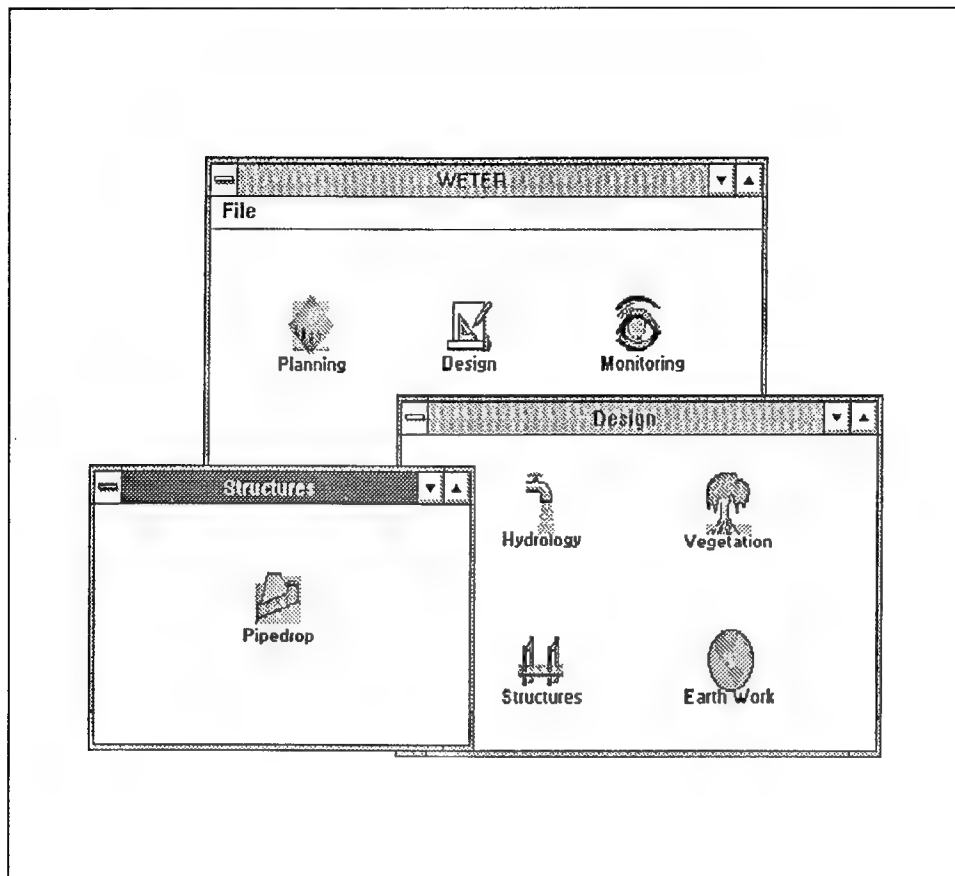 WETER
File
Planning
Design
Monitoring
Design
Hydrology
Vegetation
Structures
Earth Work
Structures
Pipedrop